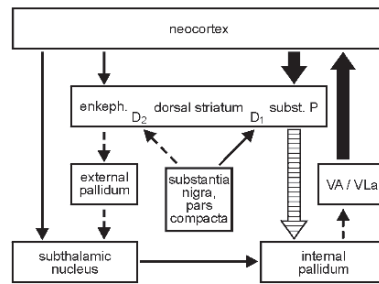 neocortex
enkeph. D2 dorsal striatum D1 subst. P
external
pallidum
substantia
nigra,
pars
compacta
VA / VLa
subthalamic
nucleus
internal
pallidum